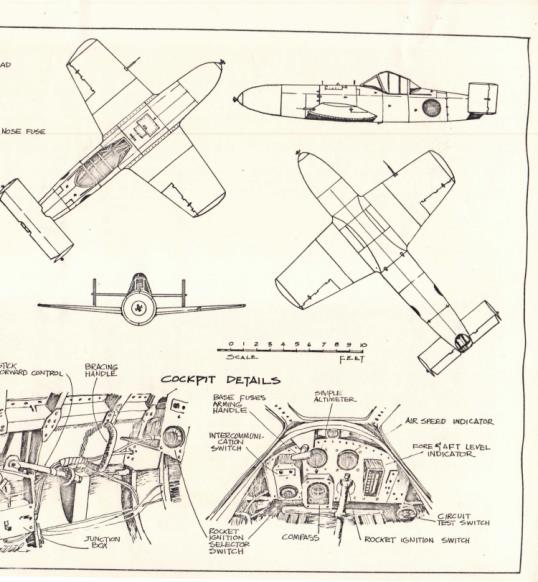 AD
NOSE FUSE
0 1 2 3 4 5 6 7 8 9 10
SCALE FEET
STICK
FORWARD CONTROL
BRACING
HANDLE
COCKPIT DETAILS
BASE FUSES
ARMING
HANDLE
SIMPLE
ALTIMETER
AIR SPEED INDICATOR
INTERCOMMUNI-
CATION
SWITCH
FORE & AFT LEVEL
INDICATOR
JUNCTION
BOX
ROCKET
IGNITION
SELECTOR
SWITCH
COMPASS
ROCKET IGNITION SWITCH
CIRCUIT
TEST SWITCH